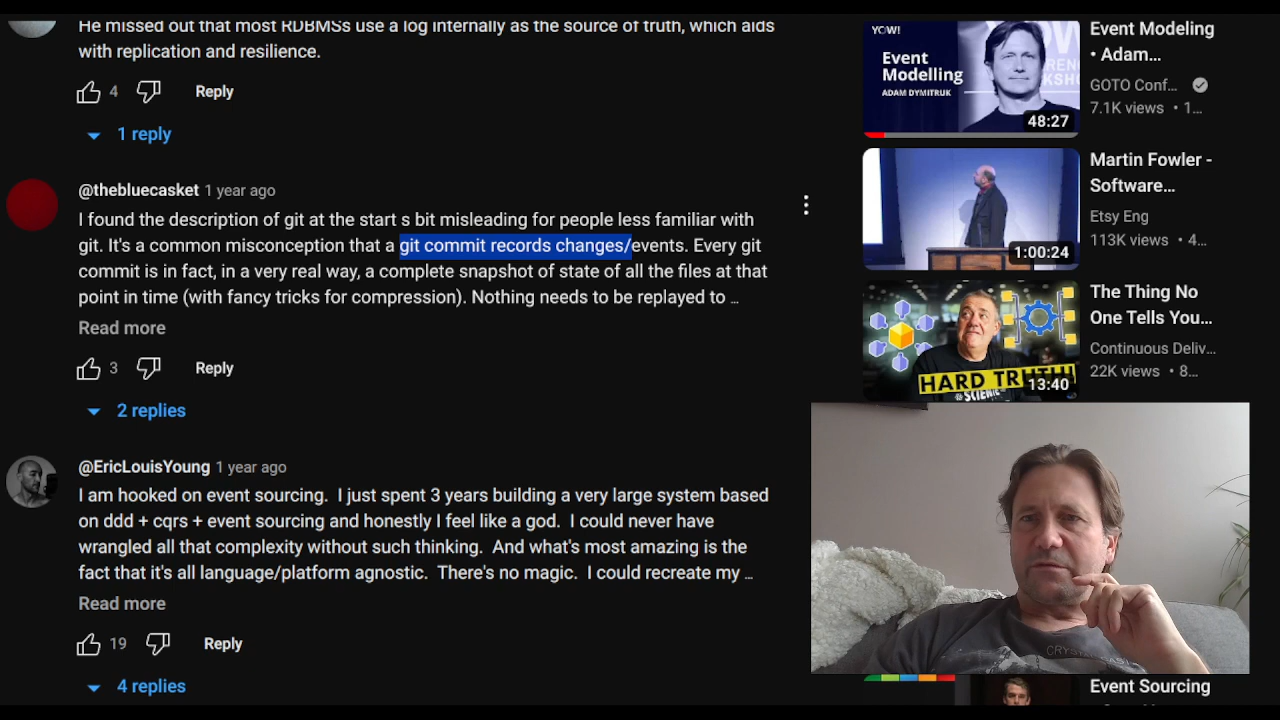 He missed out that most RDBMSs use a log internally as the source of truth, which aids
with replication and resilience.
4
Reply
1 reply
@thebluecasket 1 year ago
I found the description of git at the start s bit misleading for people less familiar with
git. It's a common misconception that a git commit records changes/events. Every git
commit is in fact, in a very real way, a complete snapshot of state of all the files at that
point in time (with fancy tricks for compression). Nothing needs to be replayed to ...
Read more
3
Reply
2 replies
@EricLouisYoung 1 year ago
I am hooked on event sourcing. I just spent 3 years building a very large system based
on ddd + cqrs + event sourcing and honestly I feel like a god. I could never have
wrangled all that complexity without such thinking. And what's most amazing is the
fact that it's all language/platform agnostic. There's no magic. I could recreate my ...
Read more
19
Reply
4 replies
YOW!
Event
Modelling
ADAM DYMITRUK
48:27
Event Modeling
• Adam...
GOTO Conf...
7.1K views • 1...
1:00:24
Martin Fowler -
Software...
Etsy Eng
113K views • 4...
HARD TRUTH!
13:40
The Thing No
One Tells You...
Continuous Deliv...
22K views • 8...
Event Sourcing